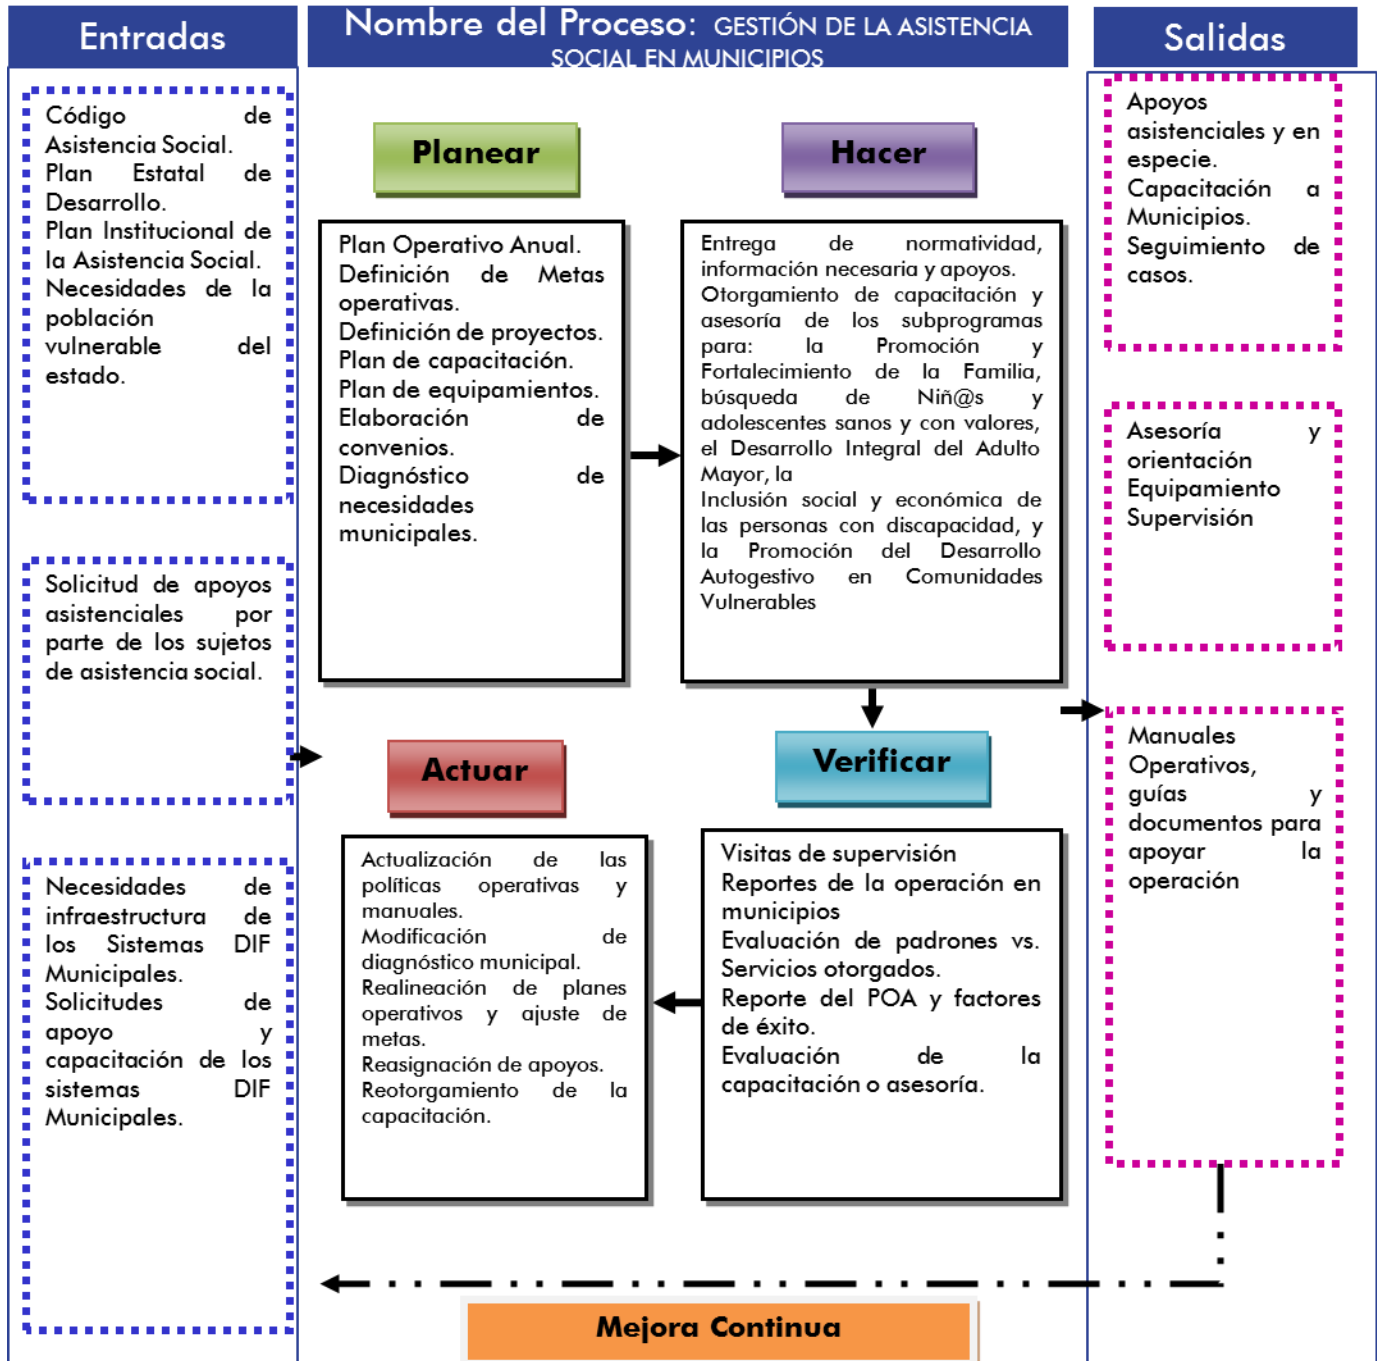 Entradas
Código de
Asistencia Social.
Plan Estatal de
Desarrollo.
Plan Institucional de
la Asistencia Social.
Necesidades de la
población
vulnerable del
estado.
Solicitud de apoyos
asistenciales por
parte de los sujetos
de asistencia social.
Necesidades de
infraestructura de
los Sistemas DIF
Municipales.
Solicitudes de
apoyo y
capacitación de los
sistemas DIF
Municipales.
Nombre del Proceso: GESTIÓN DE LA ASISTENCIA
SOCIAL EN MUNICIPIOS
Planear
Plan Operativo Anual.
Definición de Metas
operativas.
Definición de proyectos.
Plan de capacitación.
Plan de equipamientos.
Elaboración de
convenios.
Diagnóstico de
necesidades
municipales.
Hacer
Entrega de normatividad,
información necesaria y apoyos.
Otorgamiento de capacitación y
asesoría de los subprogramas
para: la Promoción y
Fortalecimiento de la Familia,
búsqueda de Niñ@s y
adolescentes sanos y con valores,
el Desarrollo Integral del Adulto
Mayor, la
Inclusión social y económica de
las personas con discapacidad, y
la Promoción del Desarrollo
Autogestivo en Comunidades
Vulnerables
Actuar
Actualización de las
políticas operativas y
manuales.
Modificación de
diagnóstico municipal.
Realineación de planes
operativos y ajuste de
metas.
Reasignación de apoyos.
Reotorgamiento de la
capacitación.
Verificar
Visitas de supervisión
Reportes de la operación en
municipios
Evaluación de padrones vs.
Servicios otorgados.
Reporte del POA y factores
de éxito.
Evaluación de la
capacitación o asesoría.
Salidas
Apoyos
asistenciales y en
especie.
Capacitación a
Municipios.
Seguimiento de
casos.
Asesoría y
orientación
Equipamiento
Supervisión
Manuales
Operativos,
guías y
documentos para
apoyar la
operación
Mejora Continua